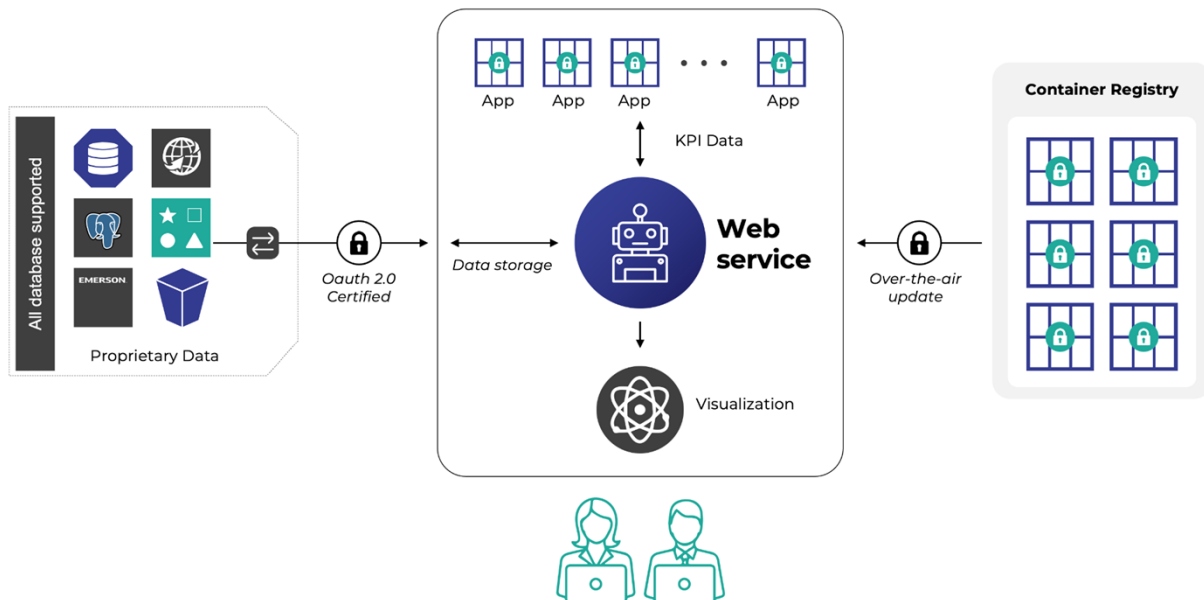 All database supported
EMERSON
Proprietary Data
Oauth 2.0
Certified
App
App
App
App
KPI Data
Data storage
Web
service
Visualization
Over-the-air
update
Container Registry